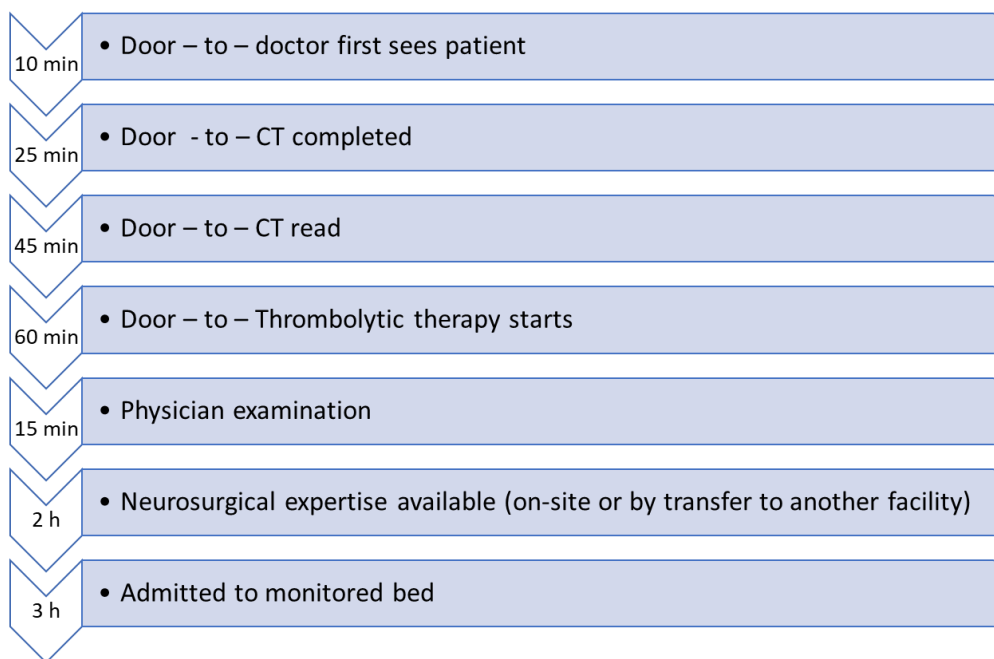 10 min
• Door – to – doctor first sees patient
25 min
• Door  - to – CT completed
45 min
• Door – to – CT read
60 min
• Door – to – Thrombolytic therapy starts
15 min
• Physician examination
2 h
• Neurosurgical expertise available (on-site or by transfer to another facility)
3 h
• Admitted to monitored bed